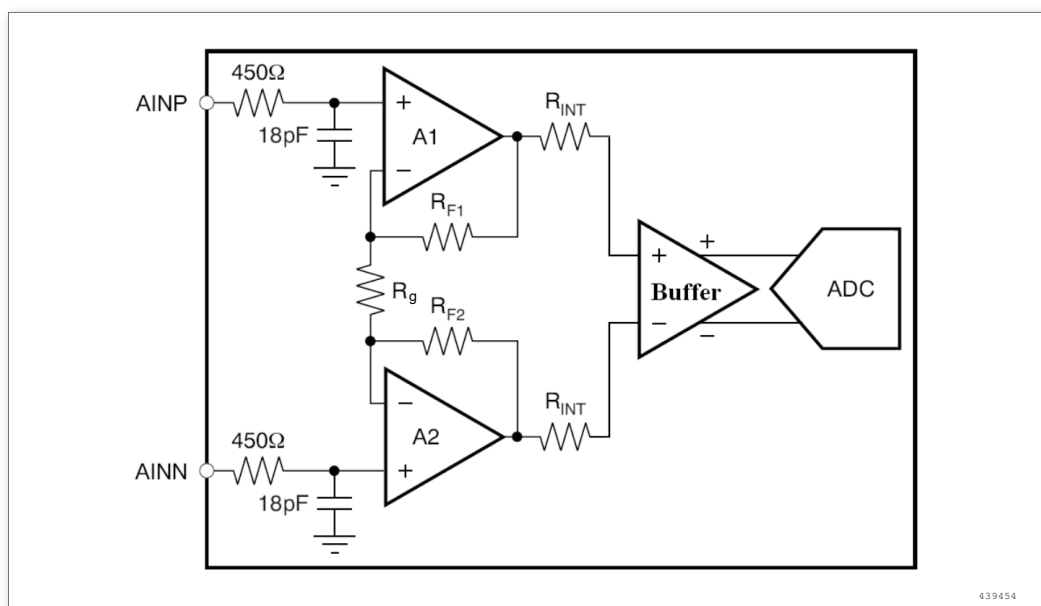 450Ω
AINP
18pF
+
A1
−
R_INT
R_F1
R_g
R_F2
+
+
Buffer
−
−
ADC
−
A2
+
R_INT
450Ω
AINN
18pF
439454